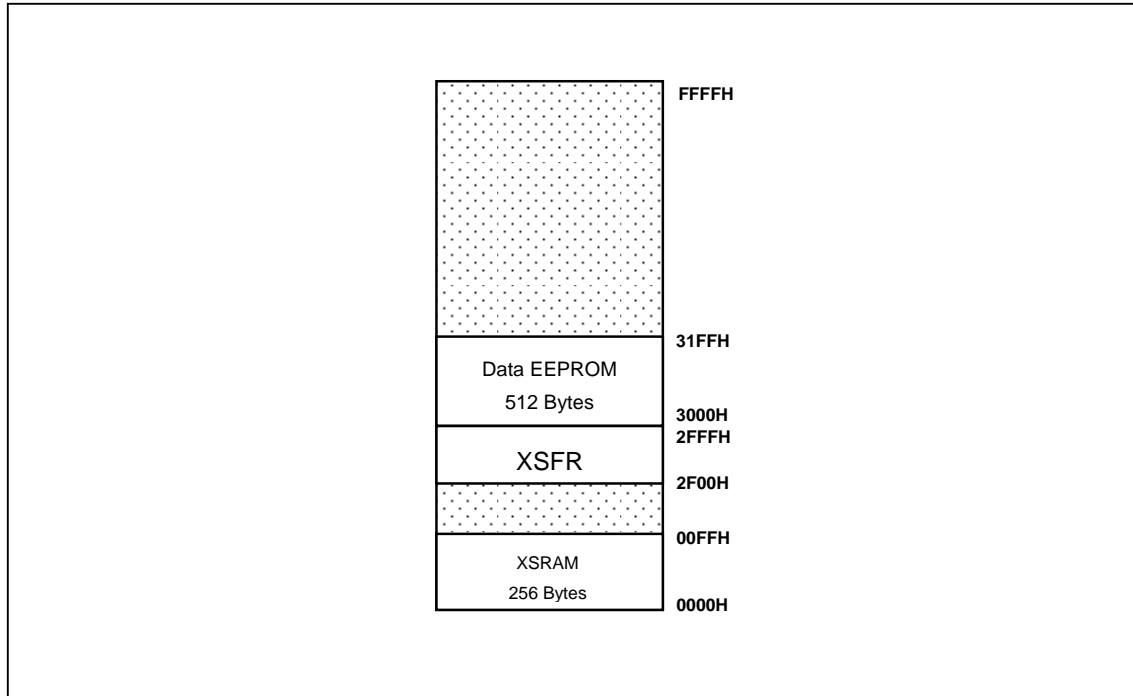 FFFFH
31FFH
Data EEPROM
512 Bytes
3000H
2FFFH
XSFR
2F00H
00FFH
XSRAM
256 Bytes
0000H